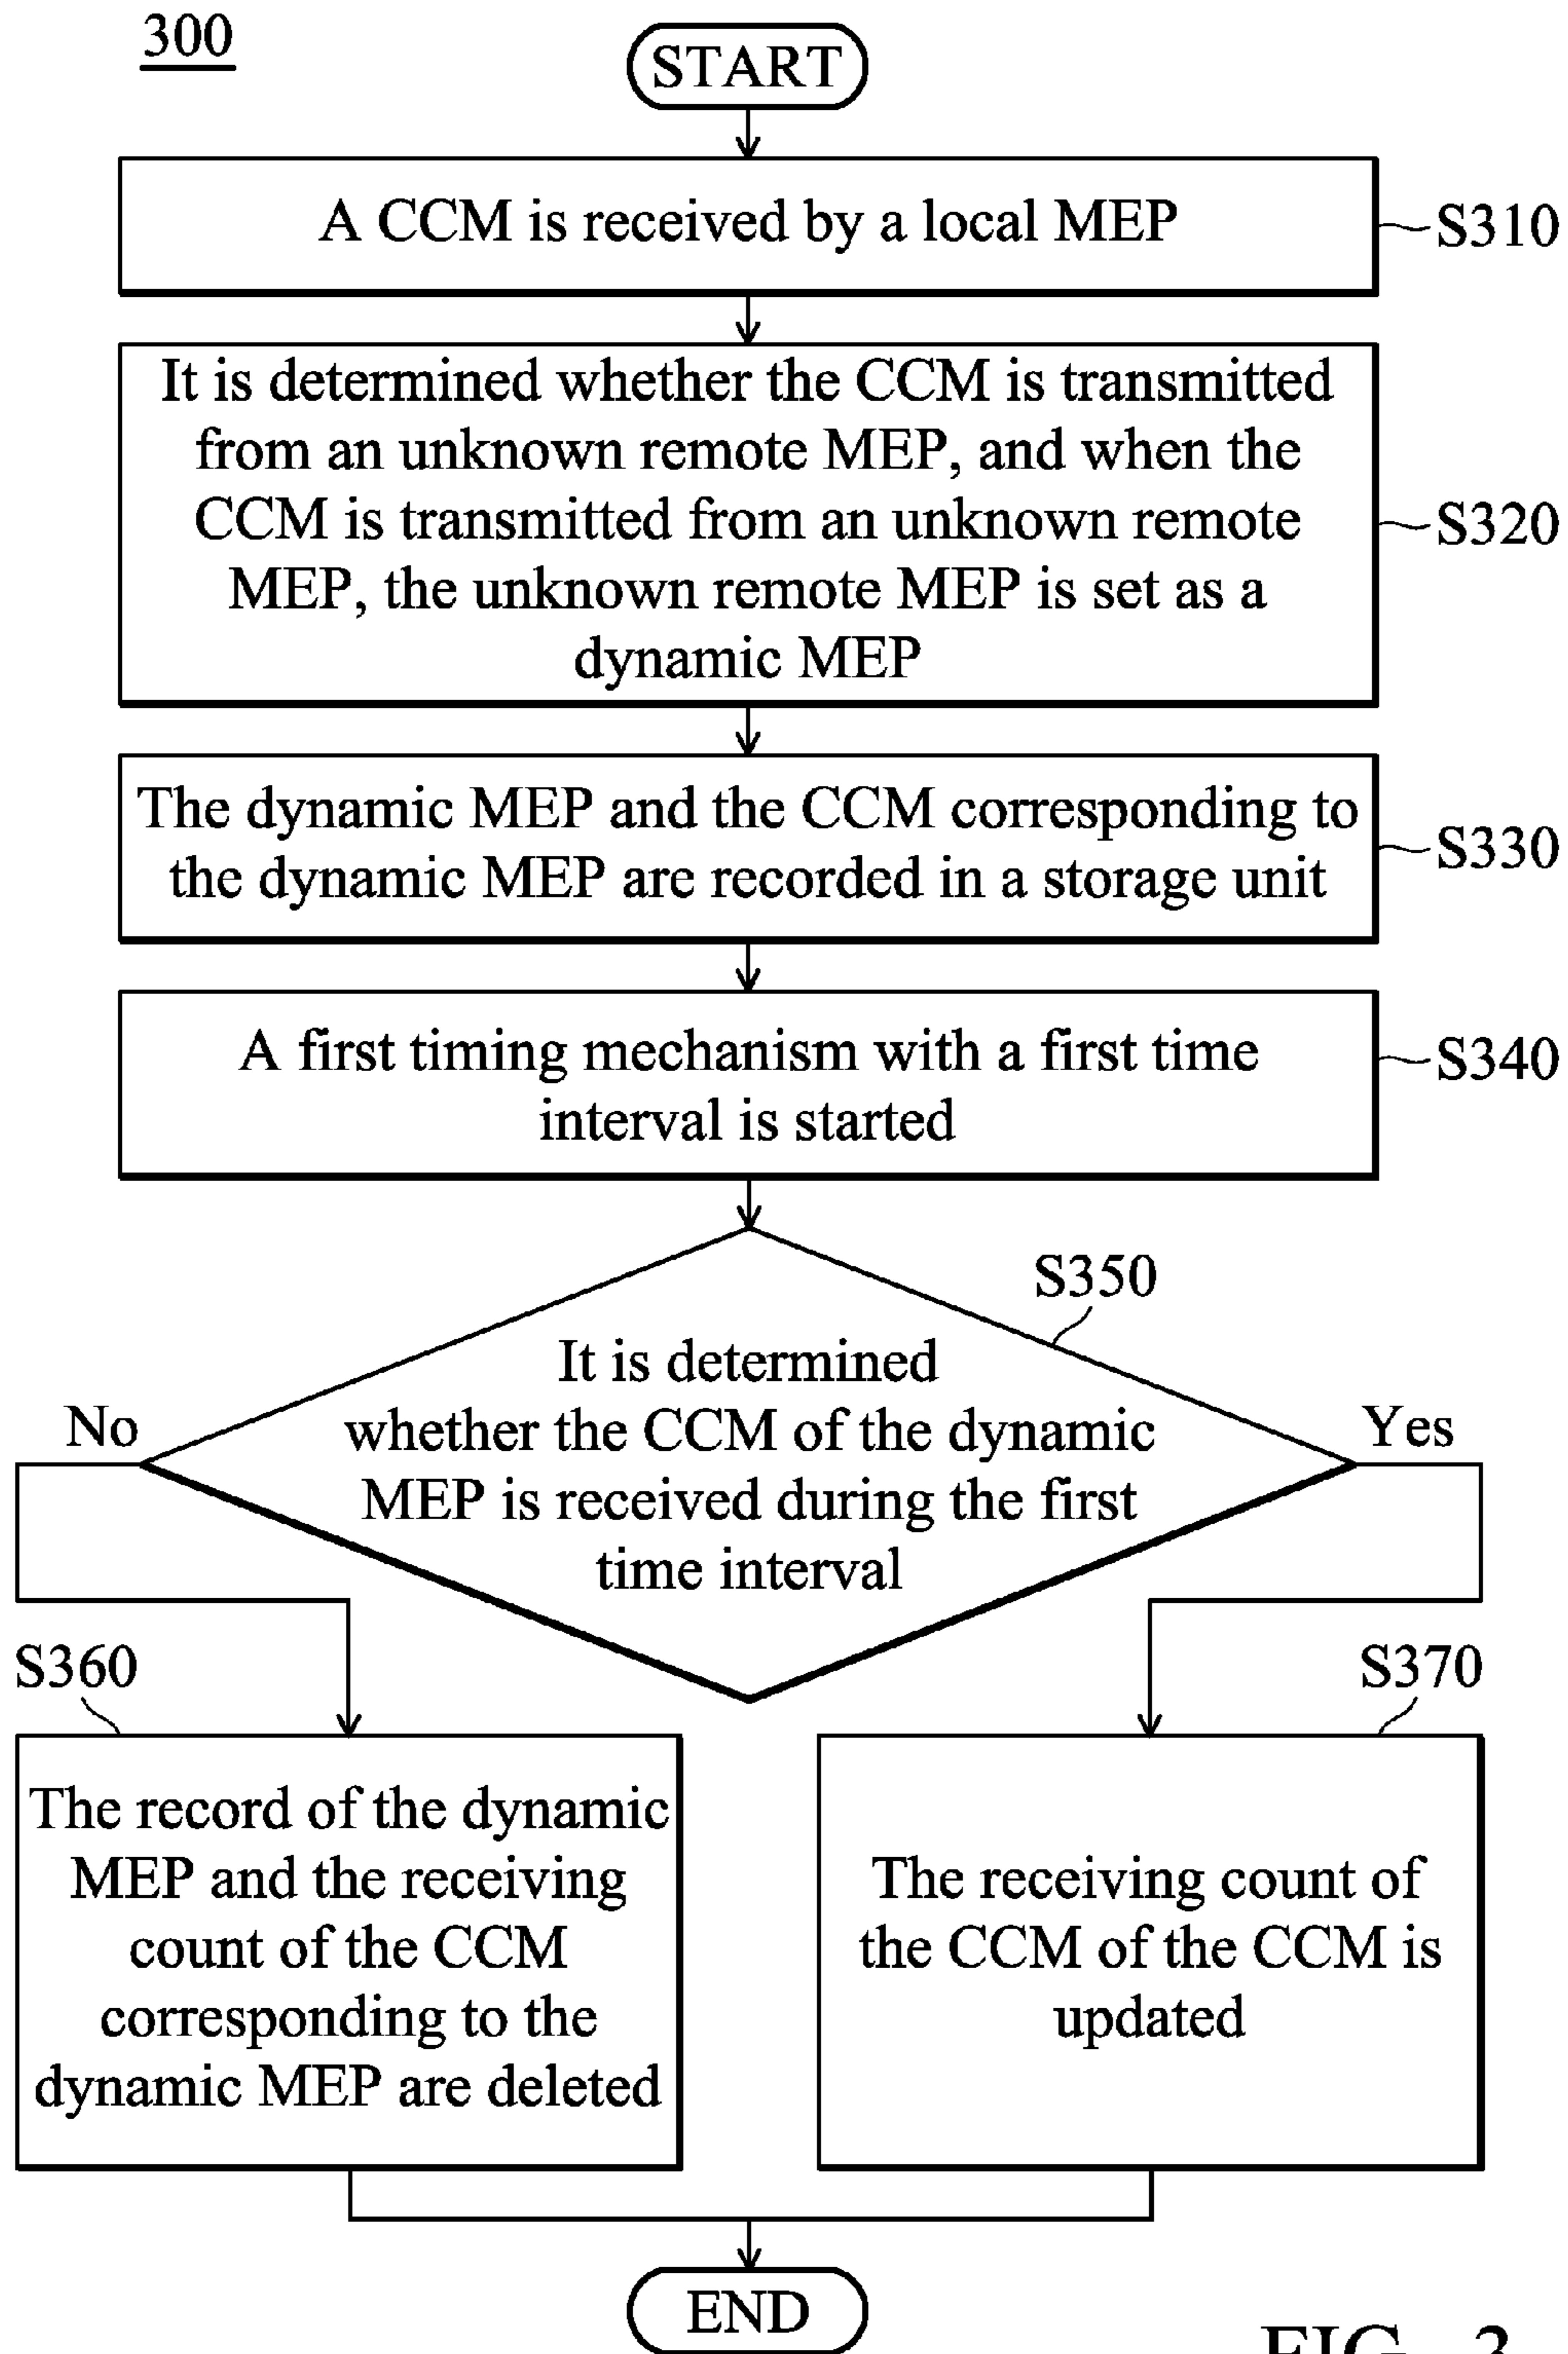 300
START
A CCM is received by a local MEP
S310
It is determined whether the CCM is transmitted
from an unknown remote MEP, and when the
CCM is transmitted from an unknown remote
MEP, the unknown remote MEP is set as a
dynamic MEP
S320
The dynamic MEP and the CCM corresponding to
the dynamic MEP are recorded in a storage unit
S330
A first timing mechanism with a first time
interval is started
S340
S350
It is determined
whether the CCM of the dynamic
MEP is received during the first
time interval
No
Yes
S360
The record of the dynamic
MEP and the receiving
count of the CCM
corresponding to the
dynamic MEP are deleted
S370
The receiving count of
the CCM of the CCM is
updated
END
FIG. 3